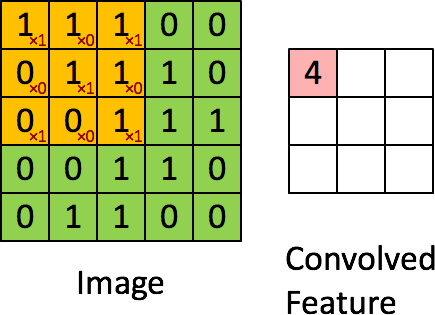 1×1 1×0 1×1 0 0
0×0 1×1 1×0 1 0
0×1 0×0 1×1 1 1
0 0 1 1 0
0 1 1 0 0
Image
4
Convolved
Feature